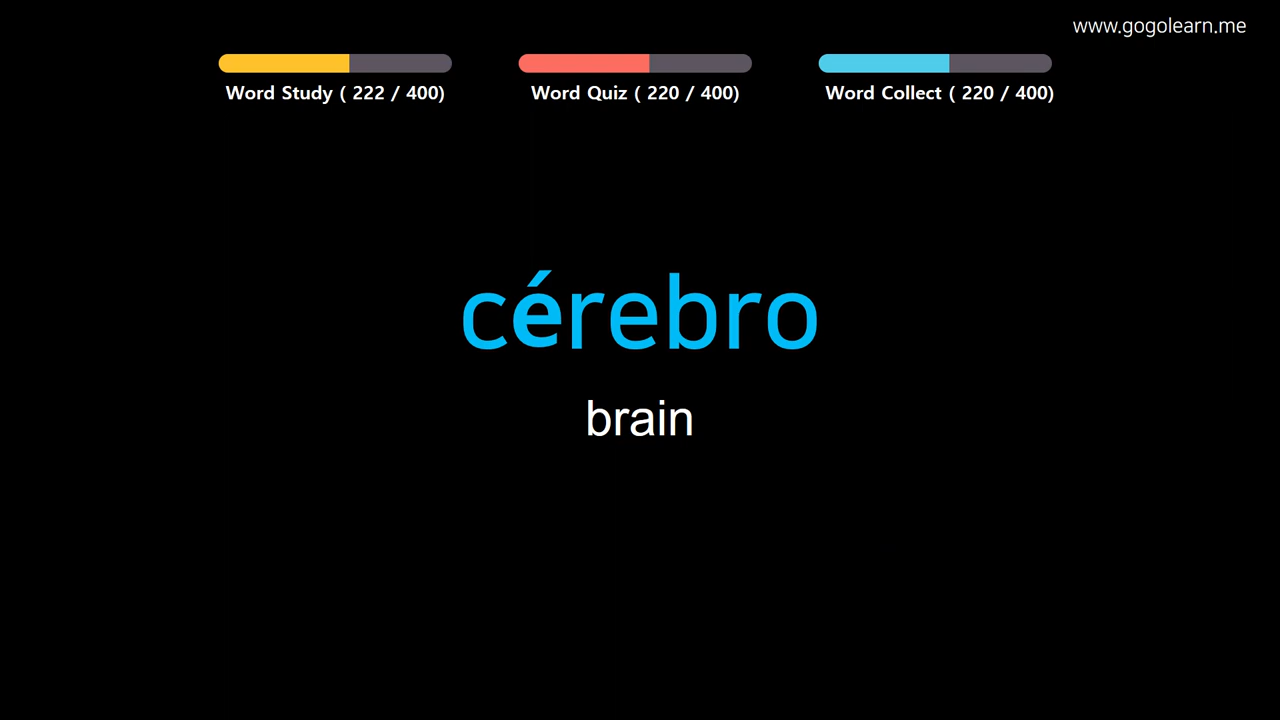 www.gogolearn.me
Word Study ( 222 / 400)
Word Quiz ( 220 / 400)
Word Collect ( 220 / 400)
cérebro
brain